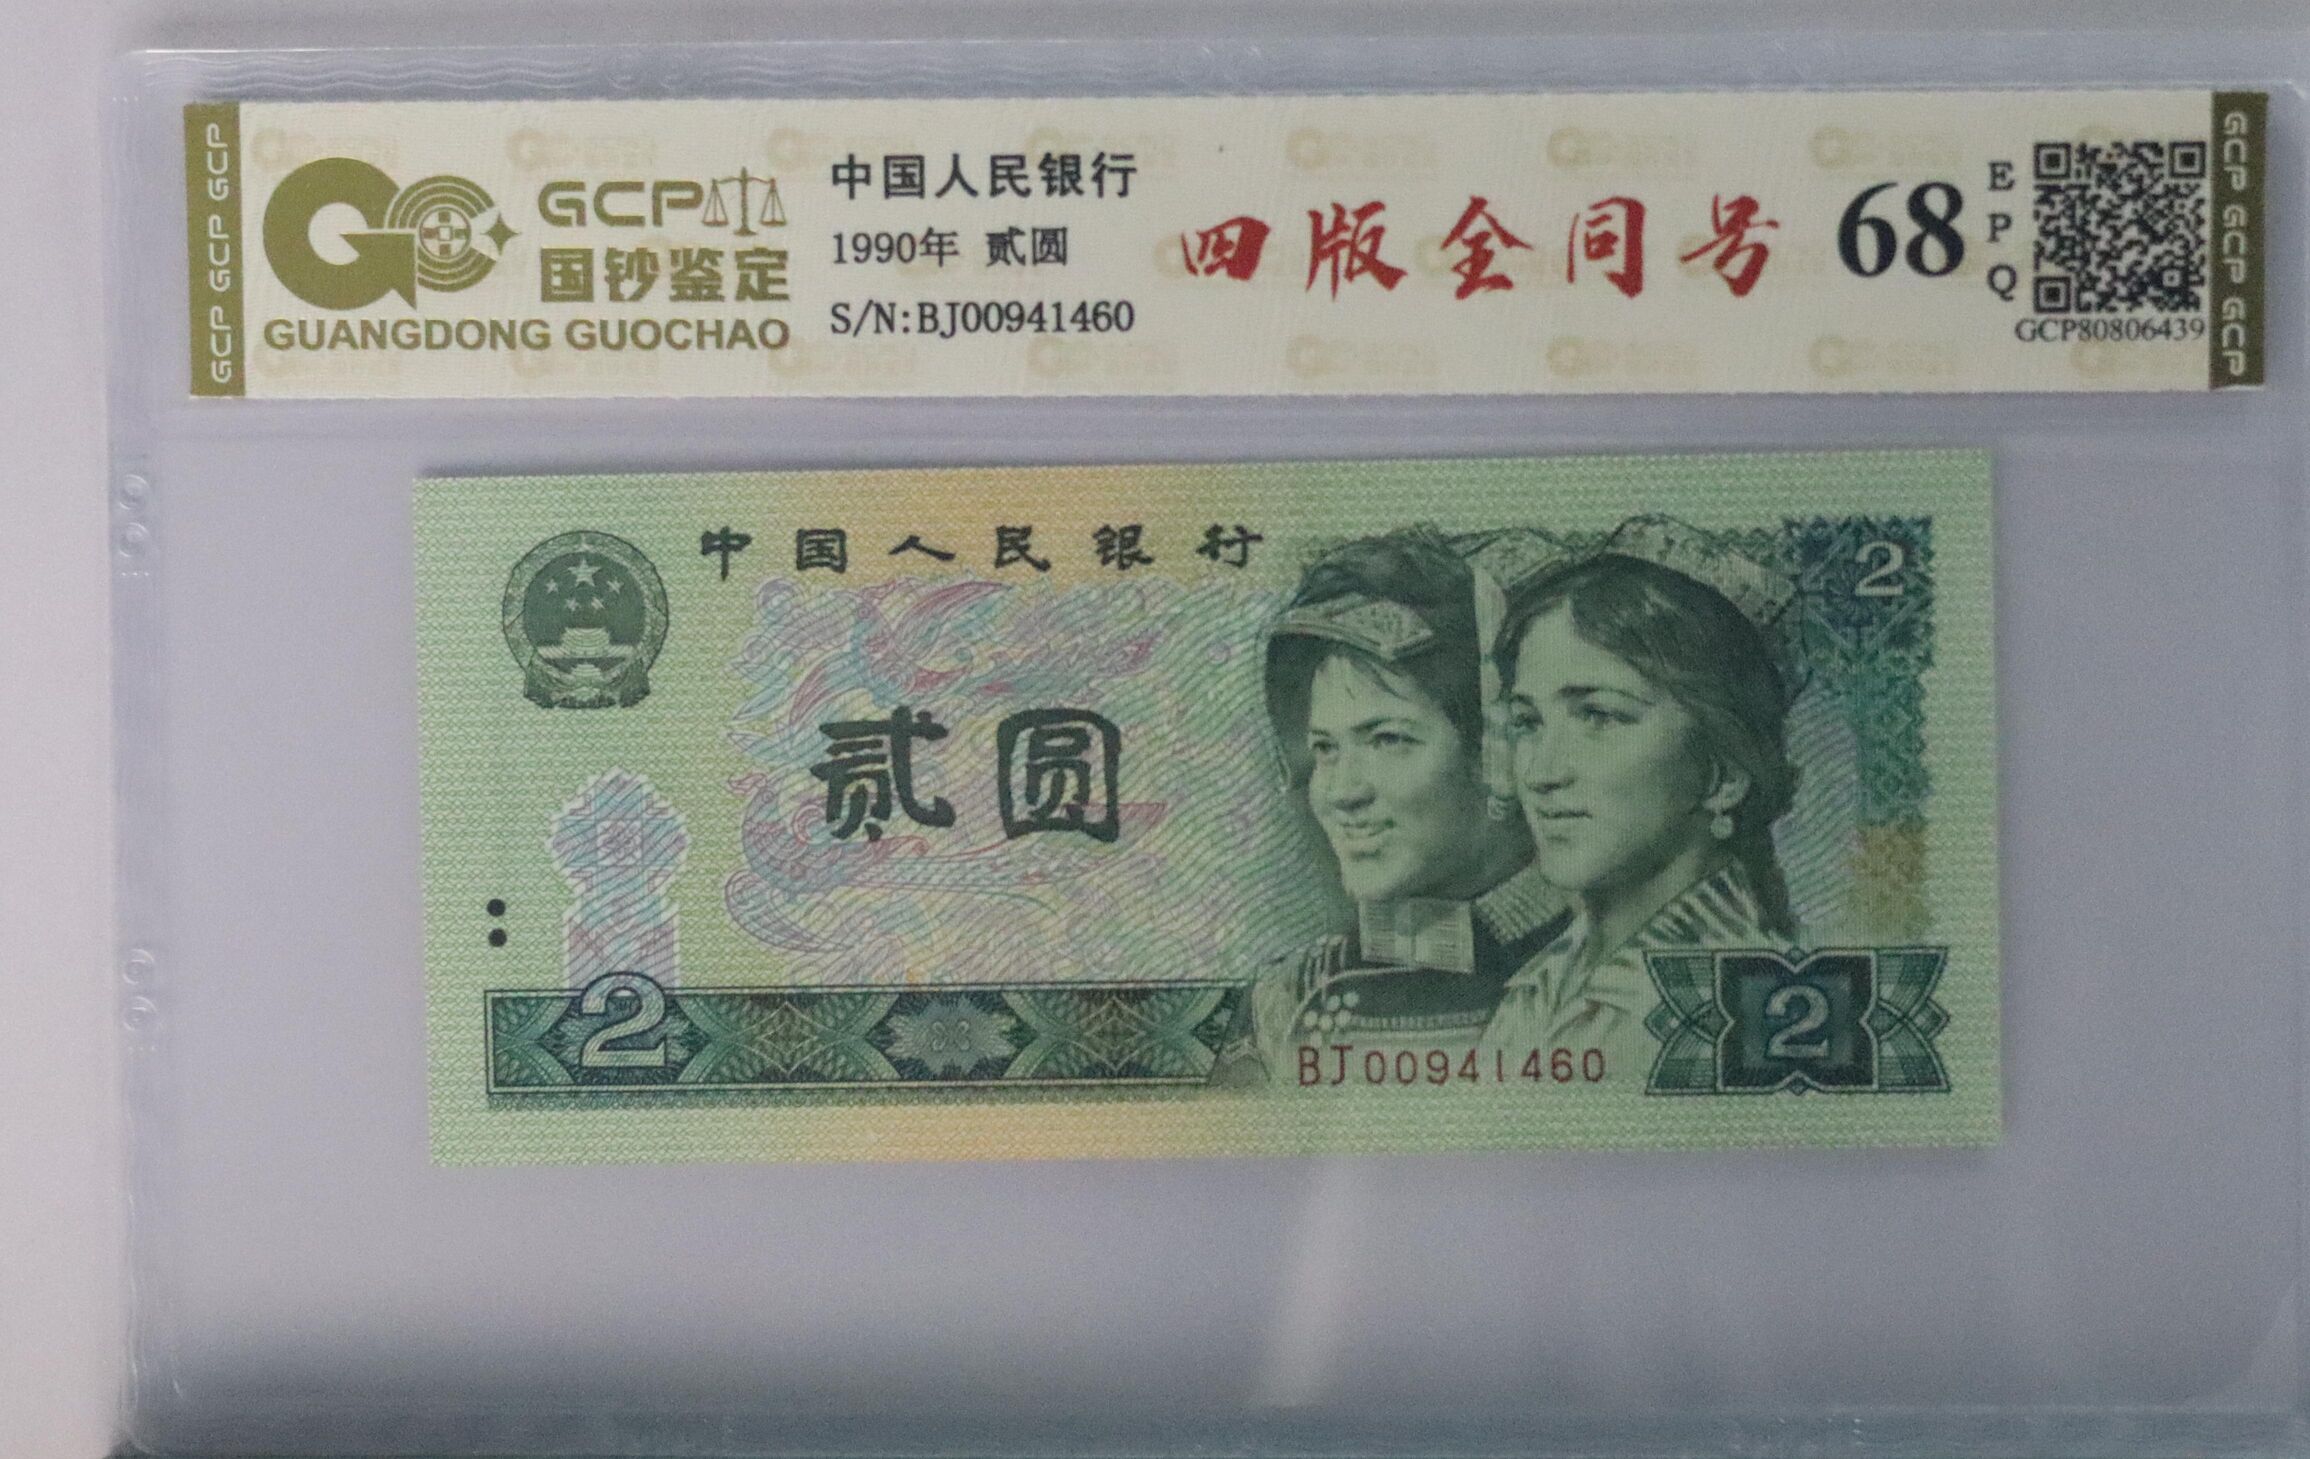 GCP GCP GCP
GCP
国钞鉴定
GUANGDONG GUOCHAO
中国人民银行
1990年 贰圆
S/N:BJ00941460
四版全同号
68
EPQ
GCP80806439
GCP GCP GCP
中国人民银行
2
贰圆
2
BJ00941460
2